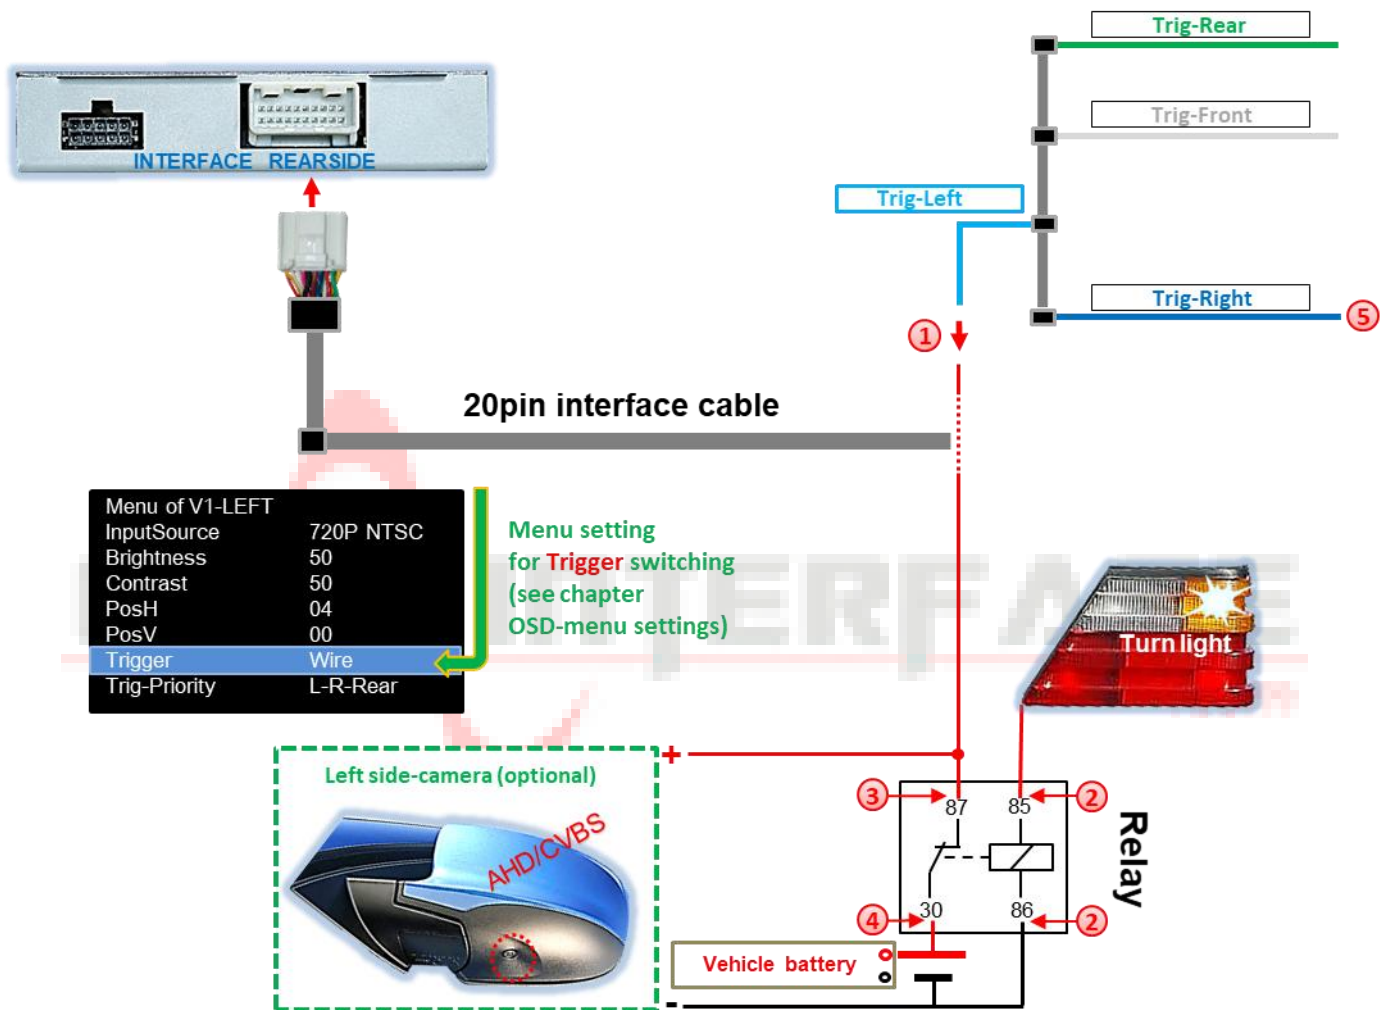 Trig-Rear
Trig-Front
Trig-Left
Trig-Right
5
INTERFACE REARSIDE
1
20pin interface cable
Menu of V1-LEFT
InputSource 720P NTSC
Brightness 50
Contrast 50
PosH 04
PosV 00
Trigger Wire
Trig-Priority L-R-Rear
Menu setting
for Trigger switching
(see chapter
OSD-menu settings)
INTERFACE
Turn light
+
Left side-camera (optional)
AHD/CVBS
3
87
85
2
Relay
4
30
86
2
Vehicle battery
-